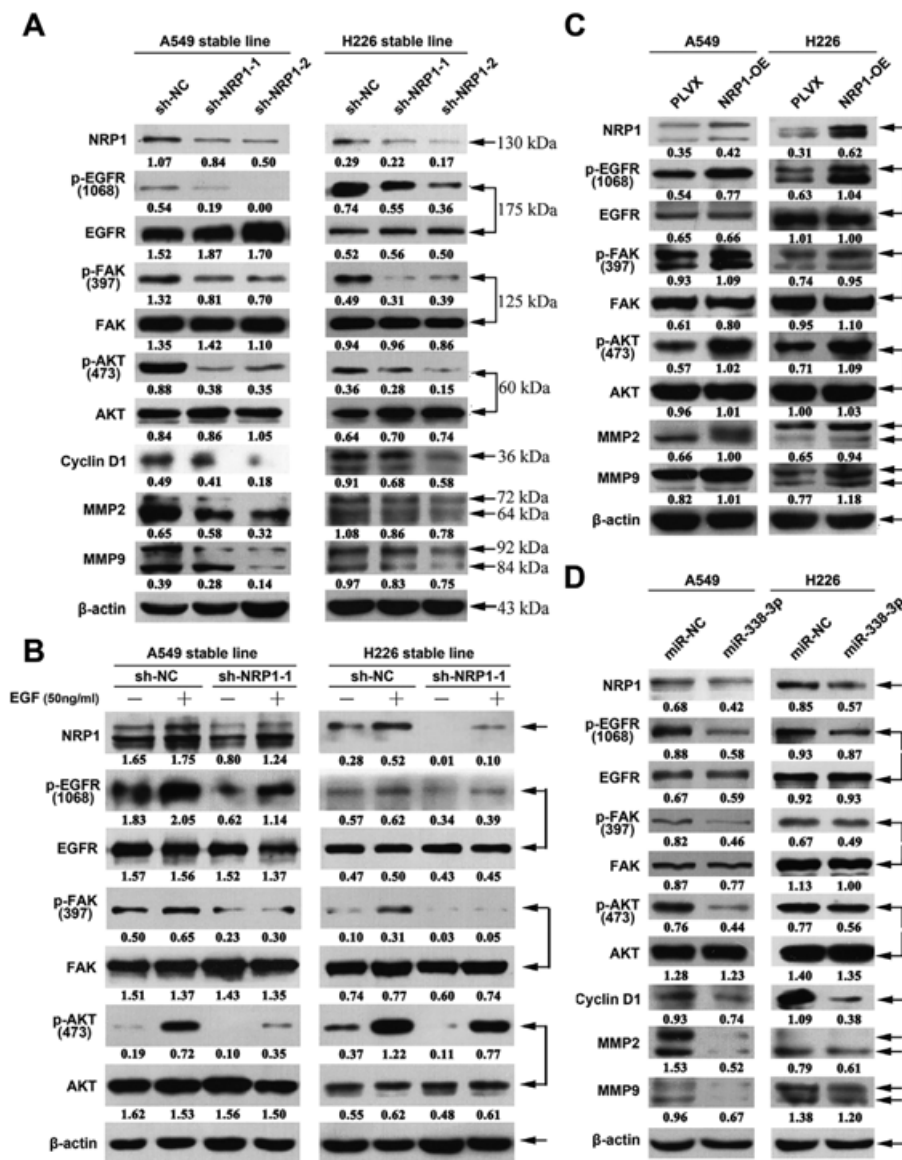 A
A549 stable line H226 stable line
sh-NC sh-NRP1-1 sh-NRP1-2 sh-NC sh-NRP1-1 sh-NRP1-2
NRP1 130 kDa
1.07 0.84 0.50 0.29 0.22 0.17
p-EGFR
(1068)
0.54 0.19 0.00 0.74 0.55 0.36
175 kDa
EGFR
1.52 1.87 1.70 0.52 0.56 0.50
p-FAK
(397)
1.32 0.81 0.70 0.49 0.31 0.39
125 kDa
FAK
1.35 1.42 1.10 0.94 0.96 0.86
p-AKT
(473)
0.88 0.38 0.35 0.36 0.28 0.15
60 kDa
AKT
0.84 0.86 1.05 0.64 0.70 0.74
Cyclin D1 36 kDa
0.49 0.41 0.18 0.91 0.68 0.58
72 kDa
MMP2 64 kDa
0.65 0.58 0.32 1.08 0.86 0.78
92 kDa
MMP9 84 kDa
0.39 0.28 0.14 0.97 0.83 0.75
β-actin 43 kDa
B
A549 stable line H226 stable line
sh-NC sh-NRP1-1 sh-NC sh-NRP1-1
EGF (50ng/ml) − + − + − + − +
NRP1
1.65 1.75 0.80 1.24 0.28 0.52 0.01 0.10
p-EGFR
(1068)
1.83 2.05 0.62 1.14 0.57 0.62 0.34 0.39
EGFR
1.57 1.56 1.52 1.37 0.47 0.50 0.43 0.45
p-FAK
(397)
0.50 0.65 0.23 0.30 0.10 0.31 0.03 0.05
FAK
1.51 1.37 1.43 1.35 0.74 0.77 0.60 0.74
p-AKT
(473)
0.19 0.72 0.10 0.35 0.37 1.22 0.11 0.77
AKT
1.62 1.53 1.56 1.50 0.55 0.62 0.48 0.61
β-actin
C
A549 H226
PLVX NRP1-OE PLVX NRP1-OE
NRP1
0.35 0.42 0.31 0.62
p-EGFR
(1068)
0.54 0.77 0.63 1.04
EGFR
0.65 0.66 1.01 1.00
p-FAK
(397)
0.93 1.09 0.74 0.95
FAK
0.61 0.80 0.95 1.10
p-AKT
(473)
0.57 1.02 0.71 1.09
AKT
0.96 1.01 1.00 1.03
MMP2
0.66 1.00 0.65 0.94
MMP9
0.82 1.01 0.77 1.18
β-actin
D
A549 H226
miR-NC miR-338-3p miR-NC miR-338-3p
NRP1
0.68 0.42 0.85 0.57
p-EGFR
(1068)
0.88 0.58 0.93 0.87
EGFR
0.67 0.59 0.92 0.93
p-FAK
(397)
0.82 0.46 0.67 0.49
FAK
0.87 0.77 1.13 1.00
p-AKT
(473)
0.76 0.44 0.77 0.56
AKT
1.28 1.23 1.40 1.35
Cyclin D1
0.93 0.74 1.09 0.38
MMP2
1.53 0.52 0.79 0.61
MMP9
0.96 0.67 1.38 1.20
β-actin